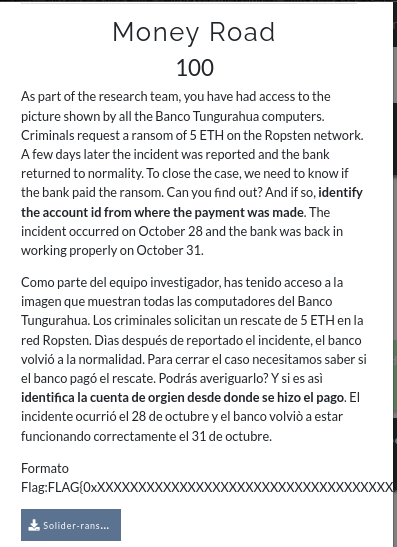 Money Road
100
As part of the research team, you have had access to the
picture shown by all the Banco Tungurahua computers.
Criminals request a ransom of 5 ETH on the Ropsten network.
A few days later the incident was reported and the bank
returned to normality. To close the case, we need to know if
the bank paid the ransom. Can you find out? And if so, identify
the account id from where the payment was made. The
incident occurred on October 28 and the bank was back in
working properly on October 31.
Como parte del equipo investigador, has tenido acceso a la
imagen que muestran todas las computadores del Banco
Tungurahua. Los criminales solicitan un rescate de 5 ETH en la
red Ropsten. Dìas después de reportado el incidente, el banco
volvió a la normalidad. Para cerrar el caso necesitamos saber si
el banco pagó el rescate. Podrás averiguarlo? Y si es asì
identifica la cuenta de orgien desde donde se hizo el pago. El
incidente ocurrió el 28 de octubre y el banco volviò a estar
funcionando correctamente el 31 de octubre.
Formato
Flag:FLAG{0xXXXXXXXXXXXXXXXXXXXXXXXXXXXXXXXXXXXX
Solider-rans...